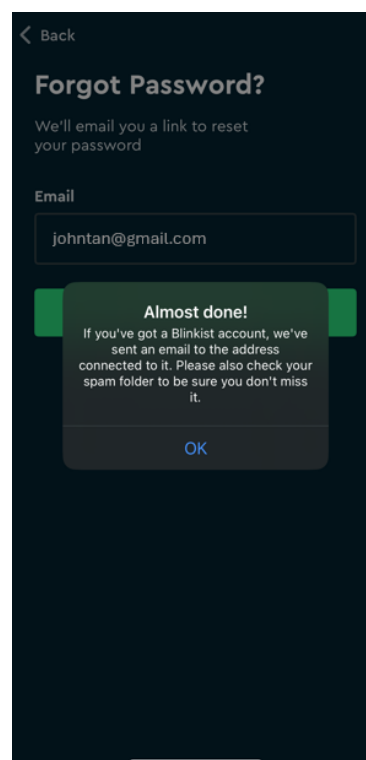 Back
Forgot Password?
We'll email you a link to reset
your password
Email
johntan@gmail.com
Almost done!
If you've got a Blinkist account, we've
sent an email to the address
connected to it. Please also check your
spam folder to be sure you don't miss
it.
OK